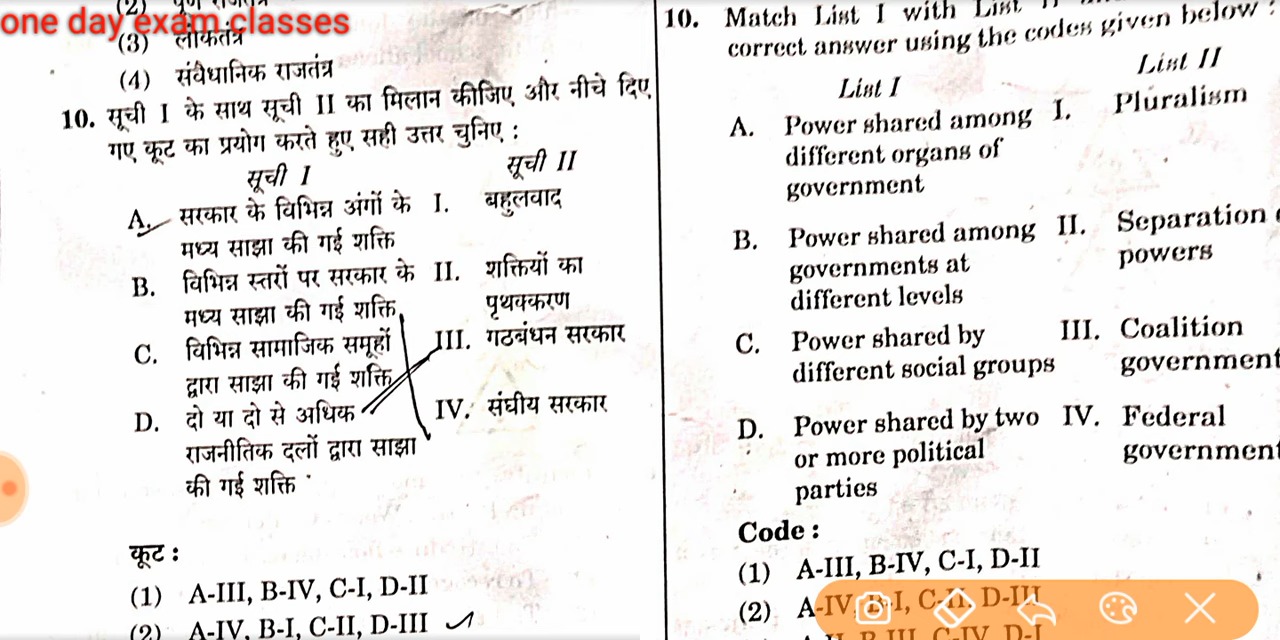 one day exam classes
(3) लोकतंत्र
(4) संवैधानिक राजतंत्र
10. सूची I के साथ सूची II का मिलान कीजिए और नीचे दिए
गए कूट का प्रयोग करते हुए सही उत्तर चुनिए :
सूची I सूची II
A. सरकार के विभिन्न अंगों के I. बहुलवाद
मध्य साझा की गई शक्ति
B. विभिन्न स्तरों पर सरकार के II. शक्तियों का
मध्य साझा की गई शक्ति पृथक्करण
C. विभिन्न सामाजिक समूहों III. गठबंधन सरकार
द्वारा साझा की गई शक्ति
D. दो या दो से अधिक IV. संघीय सरकार
राजनीतिक दलों द्वारा साझा
की गई शक्ति
कूट :
(1) A-III, B-IV, C-I, D-II
(2) A-IV, B-I, C-II, D-III
10. Match List I with List
correct answer using the codes given below :
List I List II
A. Power shared among I. Pluralism
different organs of
government
B. Power shared among II. Separation
governments at powers
different levels
C. Power shared by III. Coalition
different social groups government
D. Power shared by two IV. Federal
or more political government
parties
Code :
(1) A-III, B-IV, C-I, D-II
(2) A-IV, B-I, C-II, D-III